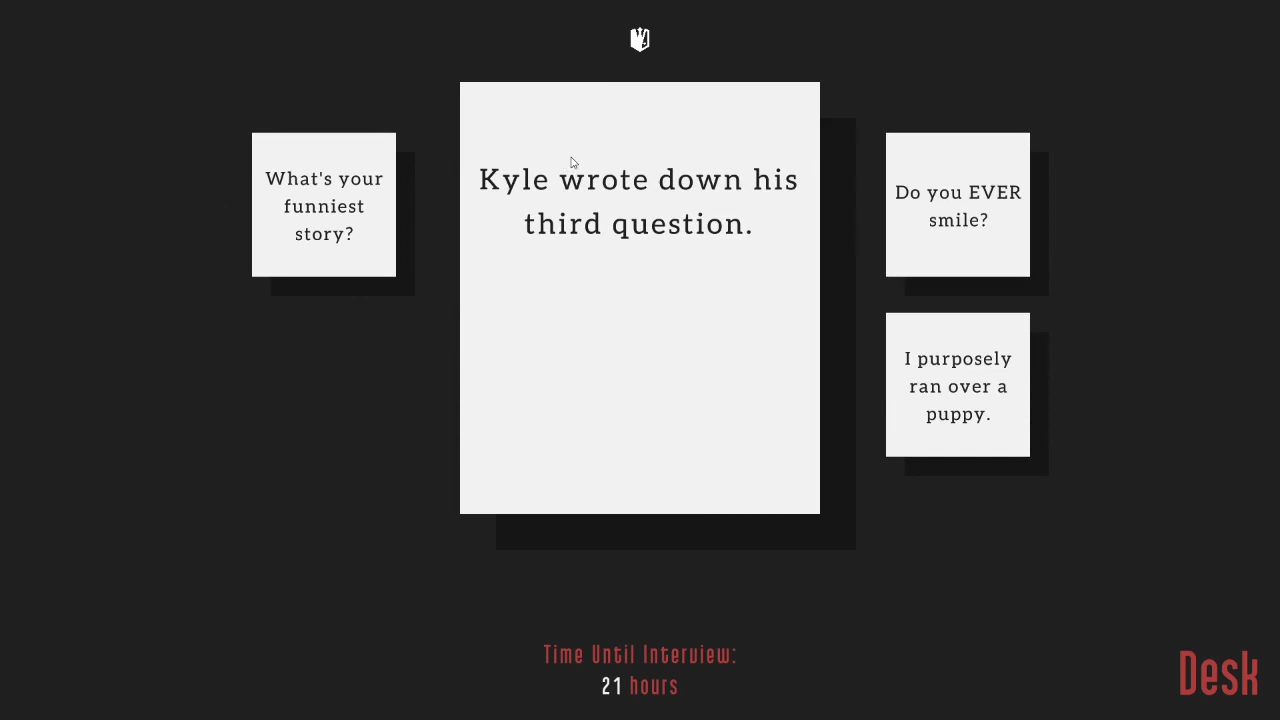 What's your
funniest
story?
Kyle wrote down his
third question.
Do you EVER
smile?
I purposely
ran over a
puppy.
Time Until Interview:
21 hours
Desk